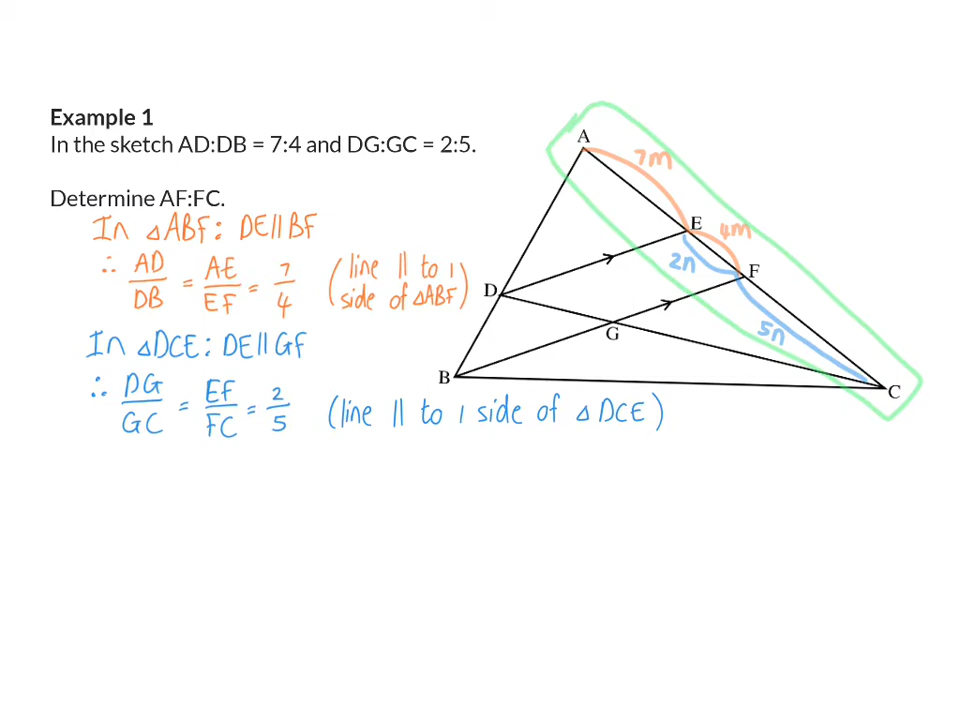 Example 1
In the sketch AD:DB = 7:4 and DG:GC = 2:5.
Determine AF:FC.
In △ABF: DE||BF
∴ AD/DB = AE/EF = 7/4 (line || to 1 side of △ABF)
In △DCE: DE||GF
∴ DG/GC = EF/FC = 2/5 (line || to 1 side of △DCE)
A
7m
E
4m
2n
F
D
5n
G
B
C